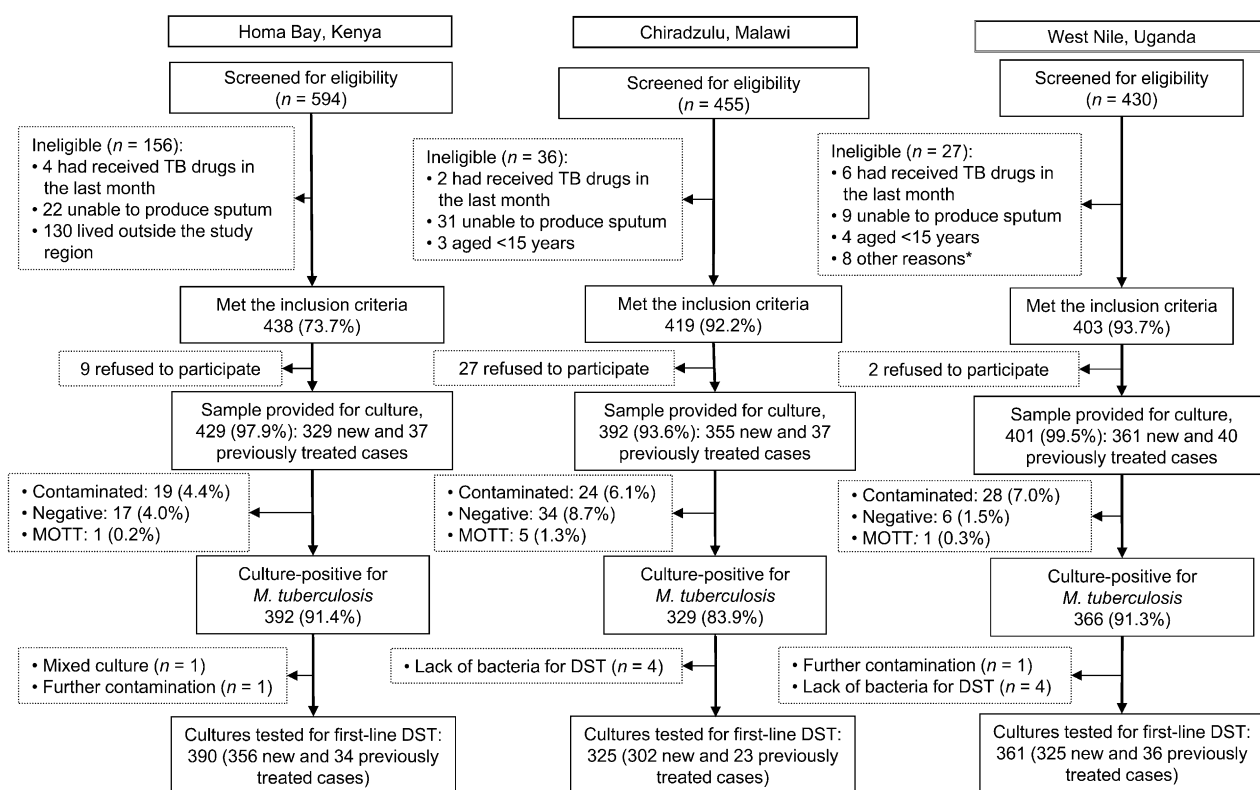 Homa Bay, Kenya
Screened for eligibility
(n = 594)
Ineligible (n = 156):
• 4 had received TB drugs in
the last month
• 22 unable to produce sputum
• 130 lived outside the study
region
Met the inclusion criteria
438 (73.7%)
9 refused to participate
Sample provided for culture,
429 (97.9%): 329 new and 37
previously treated cases
• Contaminated: 19 (4.4%)
• Negative: 17 (4.0%)
• MOTT: 1 (0.2%)
Culture-positive for
M. tuberculosis
392 (91.4%)
• Mixed culture (n = 1)
• Further contamination (n = 1)
Cultures tested for first-line DST:
390 (356 new and 34 previously
treated cases)
Chiradzulu, Malawi
Screened for eligibility
(n = 455)
Ineligible (n = 36):
• 2 had received TB drugs in
the last month
• 31 unable to produce sputum
• 3 aged <15 years
Met the inclusion criteria
419 (92.2%)
27 refused to participate
Sample provided for culture,
392 (93.6%): 355 new and 37
previously treated cases
• Contaminated: 24 (6.1%)
• Negative: 34 (8.7%)
• MOTT: 5 (1.3%)
Culture-positive for
M. tuberculosis
329 (83.9%)
• Lack of bacteria for DST (n = 4)
Cultures tested for first-line DST:
325 (302 new and 23 previously
treated cases)
West Nile, Uganda
Screened for eligibility
(n = 430)
Ineligible (n = 27):
• 6 had received TB drugs in
the last month
• 9 unable to produce sputum
• 4 aged <15 years
• 8 other reasons*
Met the inclusion criteria
403 (93.7%)
2 refused to participate
Sample provided for culture,
401 (99.5%): 361 new and 40
previously treated cases
• Contaminated: 28 (7.0%)
• Negative: 6 (1.5%)
• MOTT: 1 (0.3%)
Culture-positive for
M. tuberculosis
366 (91.3%)
• Further contamination (n = 1)
• Lack of bacteria for DST (n = 4)
Cultures tested for first-line DST:
361 (325 new and 36 previously
treated cases)